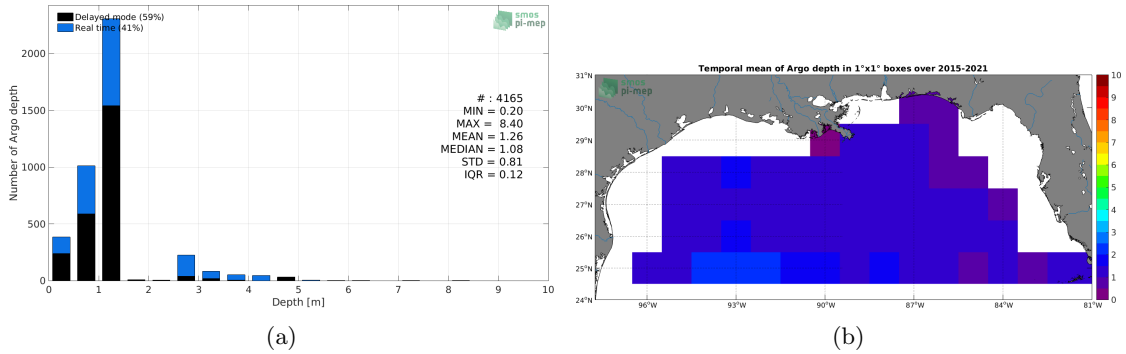 Delayed mode (59%)
Real time (41%)
smos
pi-mep
Number of Argo depth
2000
1500
1000
500
0
# : 4165
MIN = 0.20
MAX = 8.40
MEAN = 1.26
MEDIAN = 1.08
STD = 0.81
IQR = 0.12
0 1 2 3 4 5 6 7 8 9 10
Depth [m]
(a)
Temporal mean of Argo depth in 1°x1° boxes over 2015-2021
smos
pi-mep
31°N
30°N
29°N
28°N
27°N
26°N
25°N
24°N
96°W 93°W 90°W 87°W 84°W 81°W
10
9
8
7
6
5
4
3
2
1
0
(b)